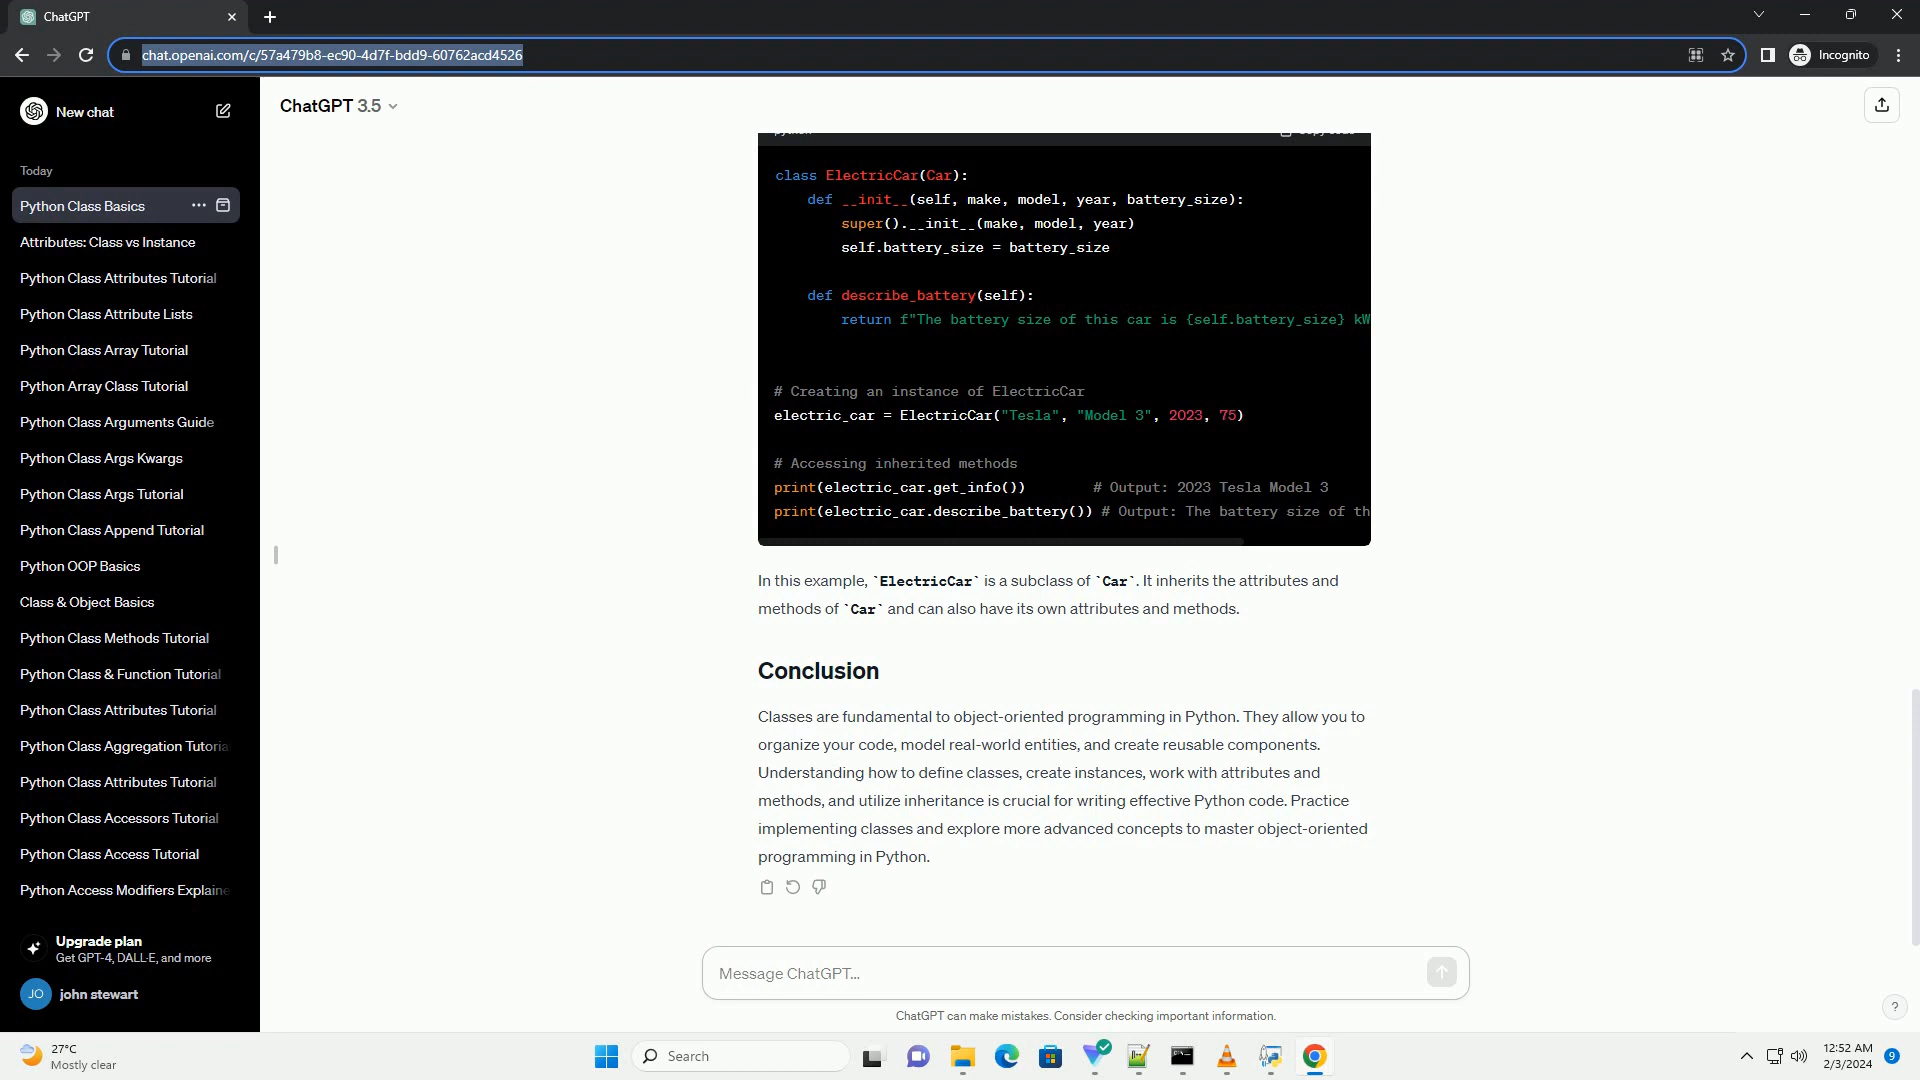 ChatGPT
chat.openai.com/c/57a479b8-ec90-4d7f-bdd9-60762acd4526
Incognito
New chat
Today
Python Class Basics
Attributes: Class vs Instance
Python Class Attributes Tutorial
Python Class Attribute Lists
Python Class Array Tutorial
Python Array Class Tutorial
Python Class Arguments Guide
Python Class Args Kwargs
Python Class Args Tutorial
Python Class Append Tutorial
Python OOP Basics
Class & Object Basics
Python Class Methods Tutorial
Python Class & Function Tutorial
Python Class Attributes Tutorial
Python Class Aggregation Tutoria
Python Class Attributes Tutorial
Python Class Accessors Tutorial
Python Class Access Tutorial
Python Access Modifiers Explaine
Upgrade plan
Get GPT-4, DALL·E, and more
JO john stewart
ChatGPT 3.5
class ElectricCar(Car):
def __init__(self, make, model, year, battery_size):
super().__init__(make, model, year)
self.battery_size = battery_size
def describe_battery(self):
return f"The battery size of this car is {self.battery_size} kW
# Creating an instance of ElectricCar
electric_car = ElectricCar("Tesla", "Model 3", 2023, 75)
# Accessing inherited methods
print(electric_car.get_info()) # Output: 2023 Tesla Model 3
print(electric_car.describe_battery()) # Output: The battery size of th
In this example, `ElectricCar` is a subclass of `Car`. It inherits the attributes and
methods of `Car` and can also have its own attributes and methods.
Conclusion
Classes are fundamental to object-oriented programming in Python. They allow you to
organize your code, model real-world entities, and create reusable components.
Understanding how to define classes, create instances, work with attributes and
methods, and utilize inheritance is crucial for writing effective Python code. Practice
implementing classes and explore more advanced concepts to master object-oriented
programming in Python.
Message ChatGPT...
ChatGPT can make mistakes. Consider checking important information.
?
27°C
Mostly clear
Search
12:52 AM
2/3/2024
9